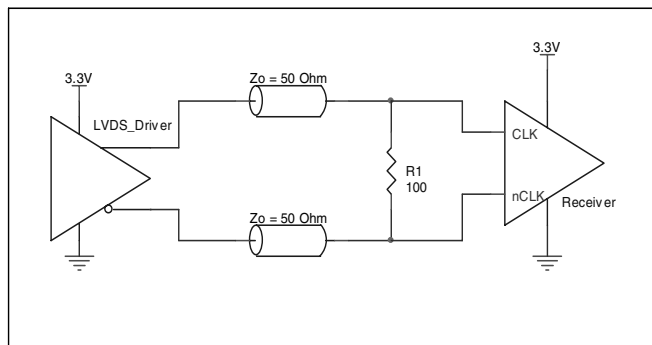 3.3V
Zo = 50 Ohm
3.3V
LVDS_Driver
CLK
R1
100
nCLK
Receiver
Zo = 50 Ohm